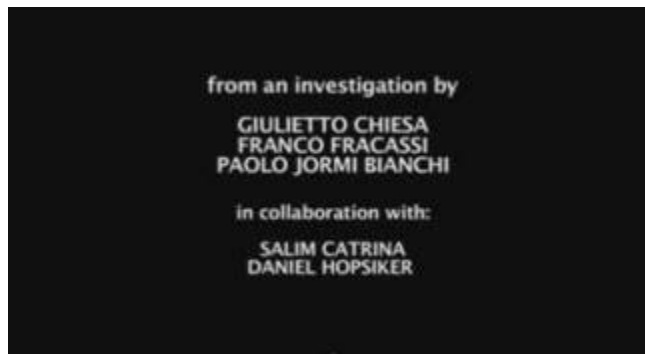 from an investigation by
GIULIETTO CHIESA
FRANCO FRACASSI
PAOLO JORMI BIANCHI
in collaboration with:
SALIM CATRINA
DANIEL HOPSIKER